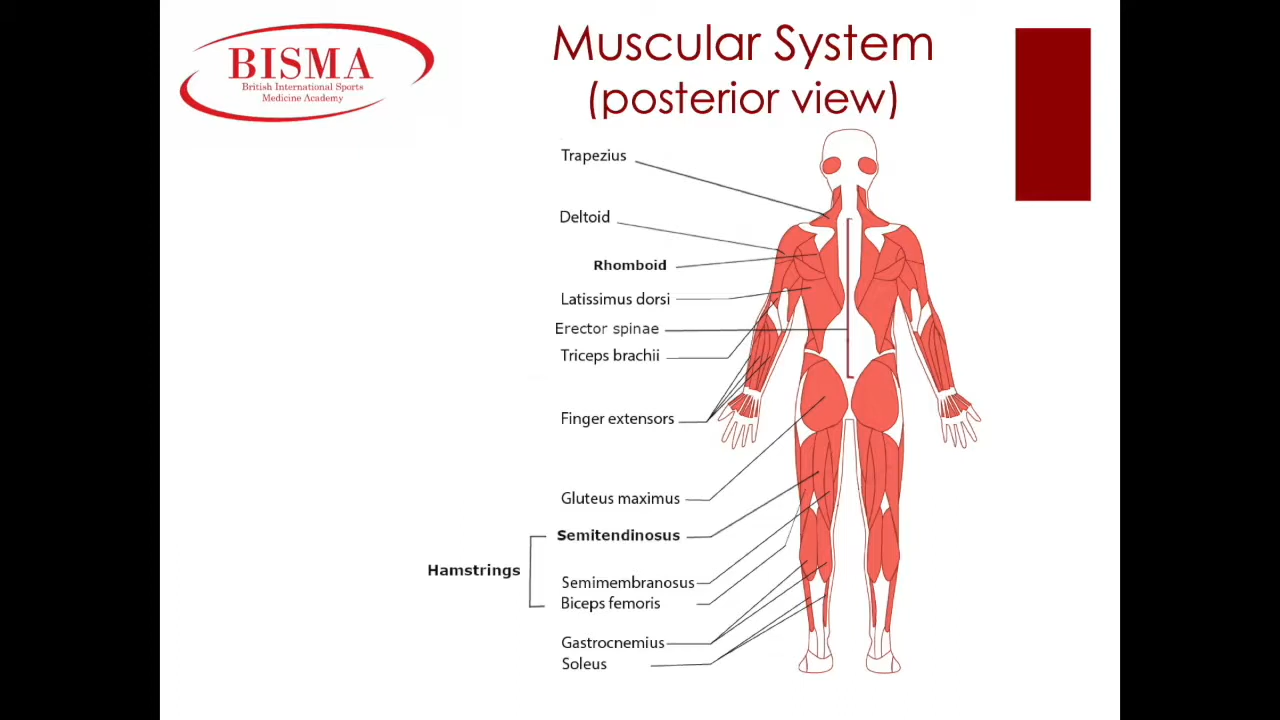 BISMA
British International Sports
Medicine Academy
Muscular System
(posterior view)
Trapezius
Deltoid
Rhomboid
Latissimus dorsi
Erector spinae
Triceps brachii
Finger extensors
Gluteus maximus
Semitendinosus
Hamstrings
Semimembranosus
Biceps femoris
Gastrocnemius
Soleus